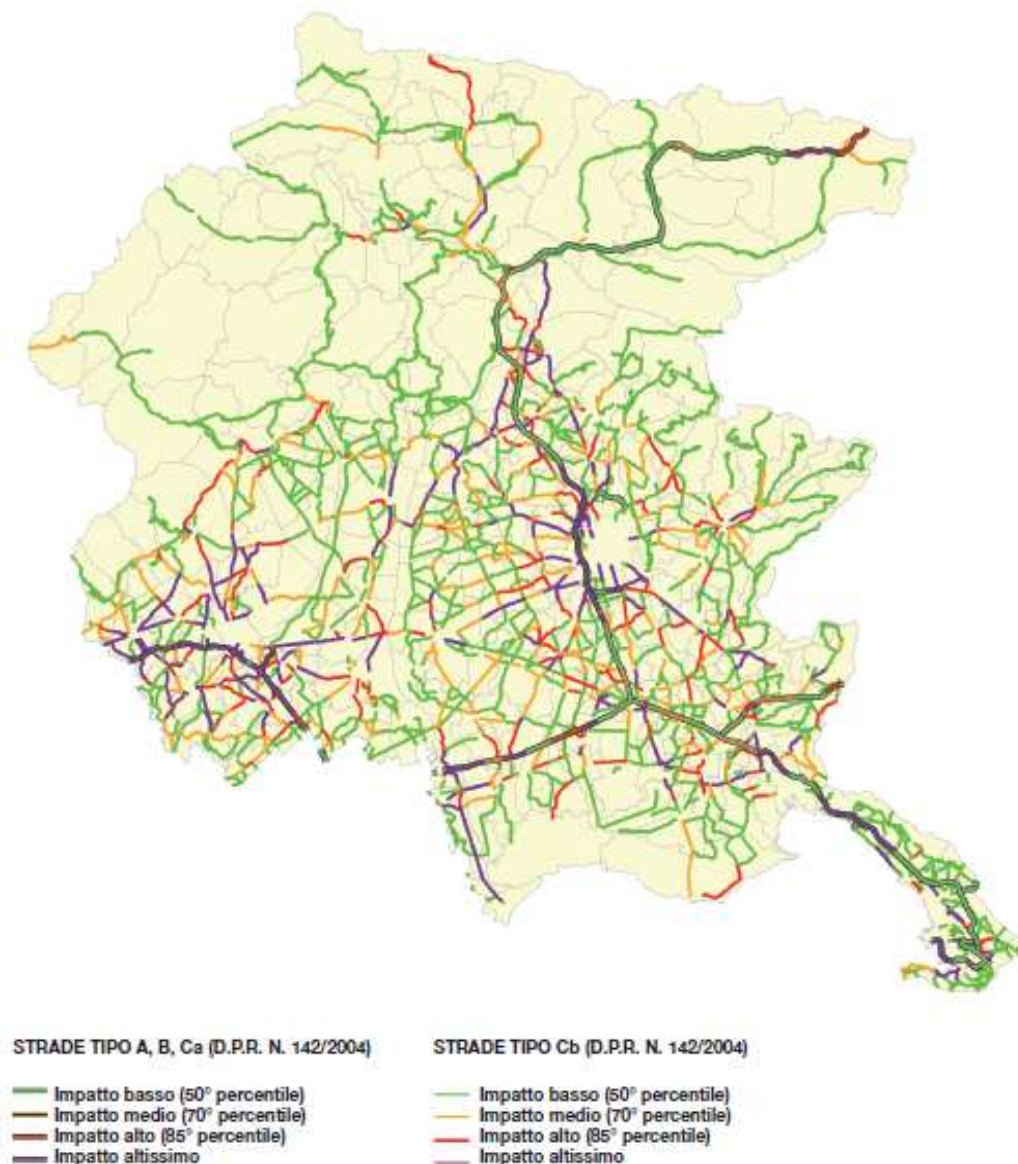 STRADE TIPO A, B, Ca (D.P.R. N. 142/2004)
Impatto basso (50° percentile)
Impatto medio (70° percentile)
Impatto alto (85° percentile)
Impatto altissimo
STRADE TIPO Cb (D.P.R. N. 142/2004)
Impatto basso (50° percentile)
Impatto medio (70° percentile)
Impatto alto (85° percentile)
Impatto altissimo